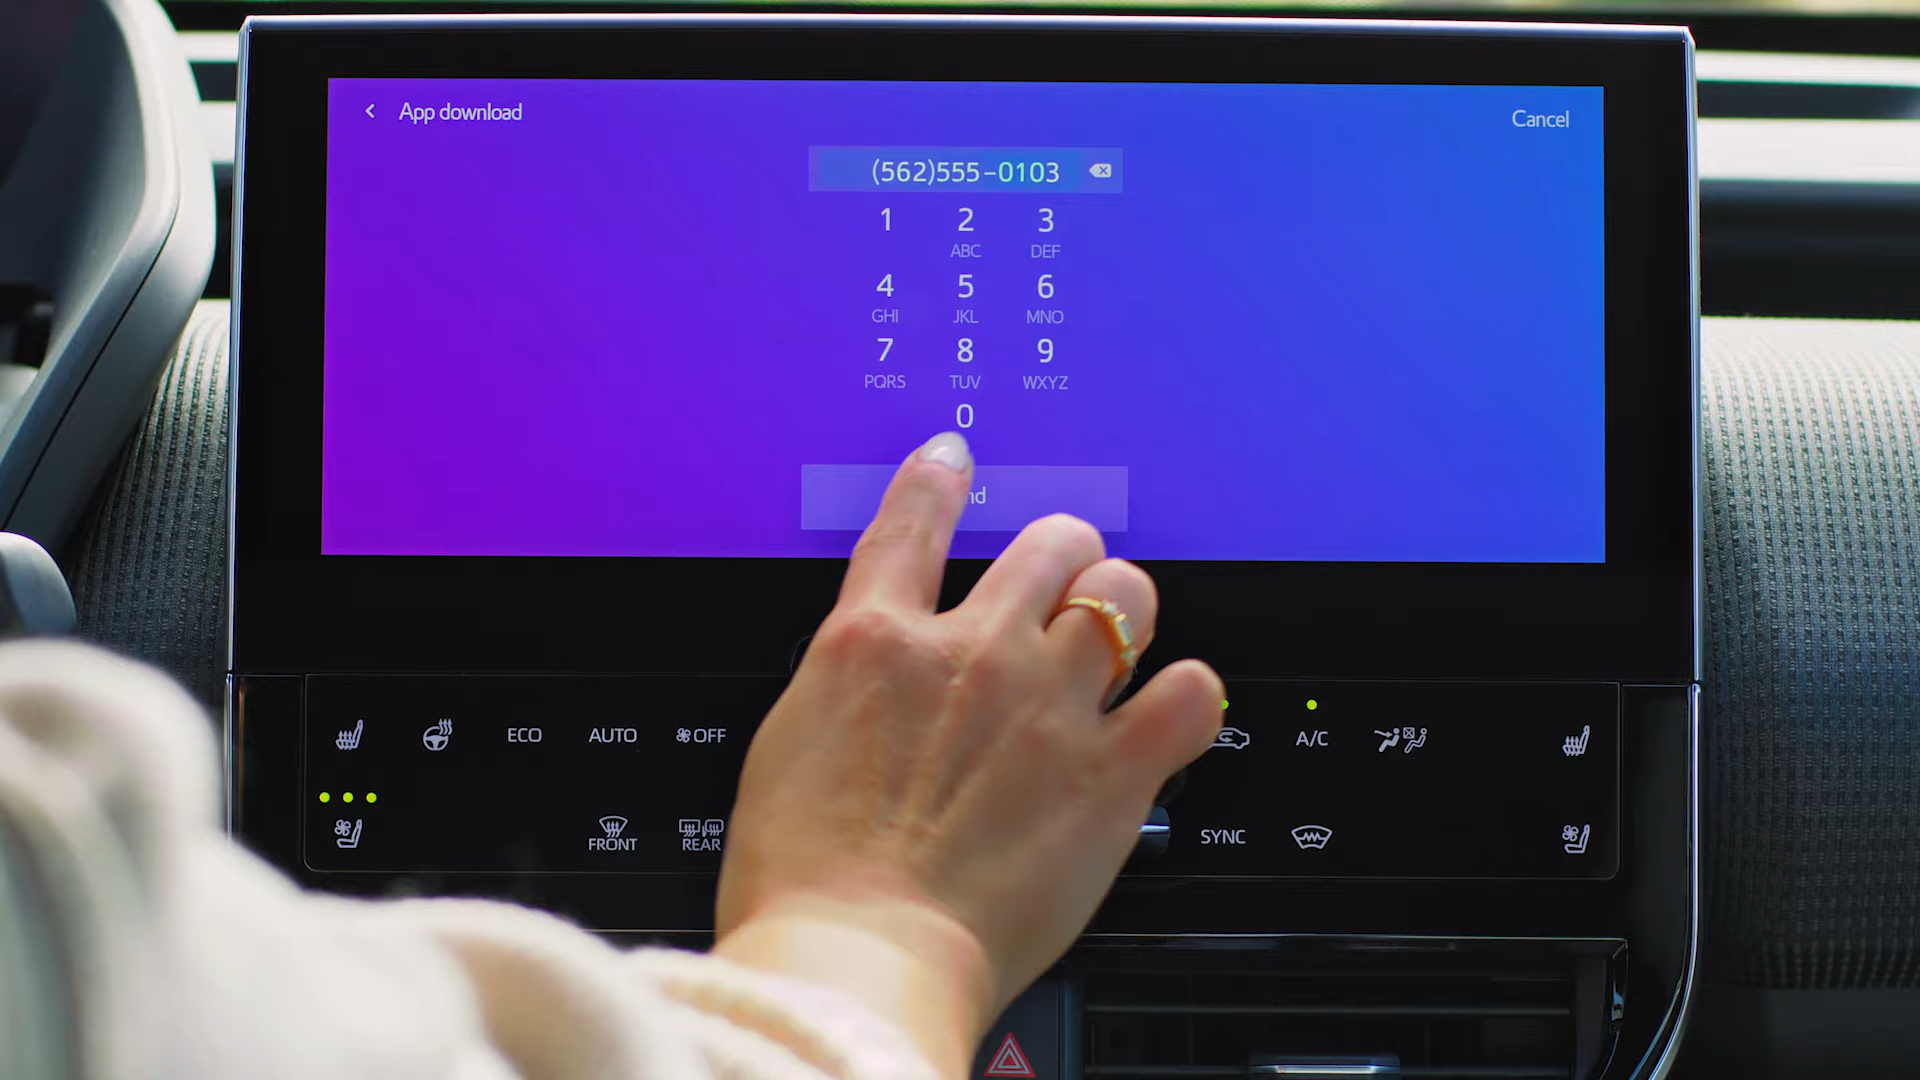 App download
Cancel
(562)555-0103
1 2 3
ABC DEF
4 5 6
GHI JKL MNO
7 8 9
PQRS TUV WXYZ
0
ECO AUTO OFF A/C
FRONT REAR SYNC